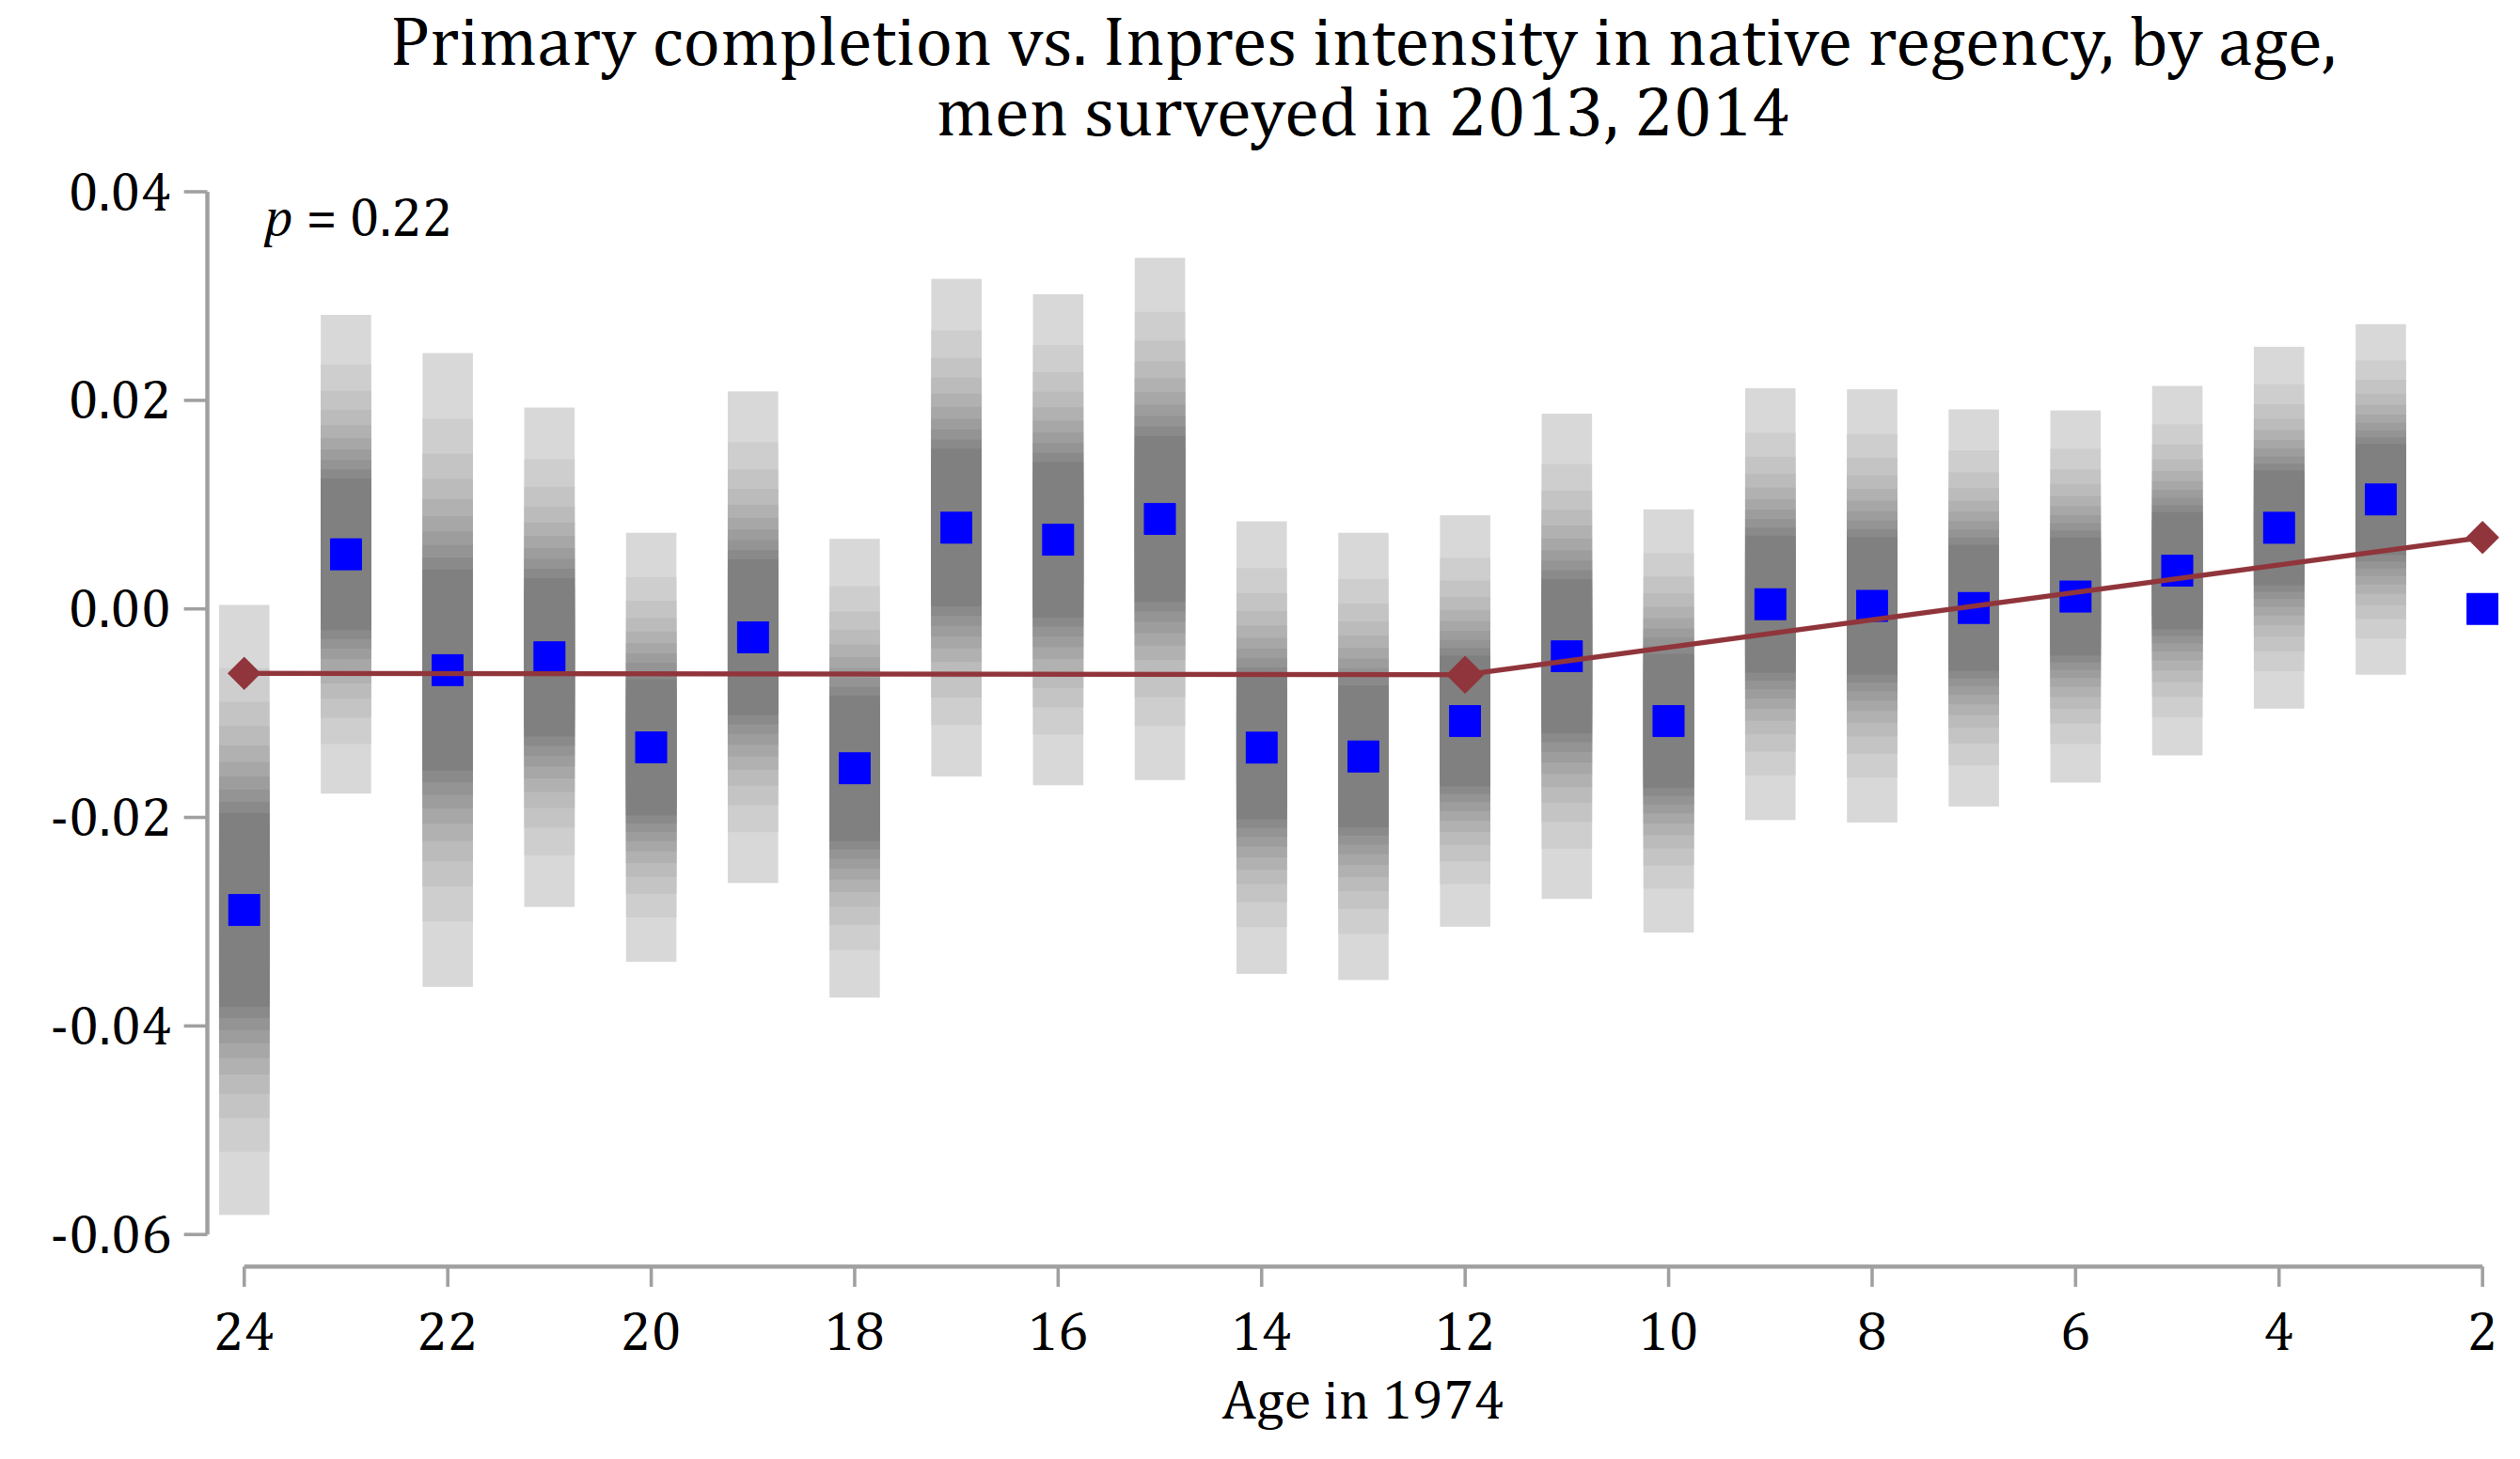 Primary completion vs. Inpres intensity in native regency, by age,
men surveyed in 2013, 2014
0.04
p = 0.22
0.02
0.00
-0.02
-0.04
-0.06
24 22 20 18 16 14 12 10 8 6 4 2
Age in 1974